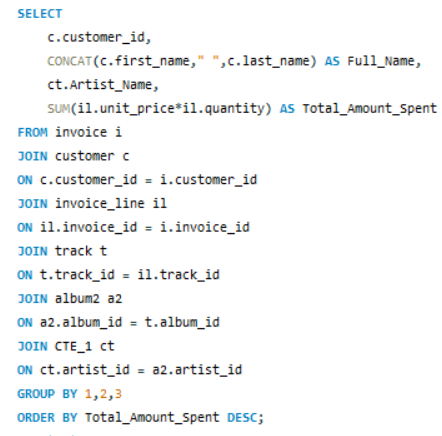 SELECT
    c.customer_id,
    CONCAT(c.first_name," ",c.last_name) AS Full_Name,
    ct.Artist_Name,
    SUM(il.unit_price*il.quantity) AS Total_Amount_Spent
FROM invoice i
JOIN customer c
ON c.customer_id = i.customer_id
JOIN invoice_line il
ON il.invoice_id = i.invoice_id
JOIN track t
ON t.track_id = il.track_id
JOIN album2 a2
ON a2.album_id = t.album_id
JOIN CTE_1 ct
ON ct.artist_id = a2.artist_id
GROUP BY 1,2,3
ORDER BY Total_Amount_Spent DESC;